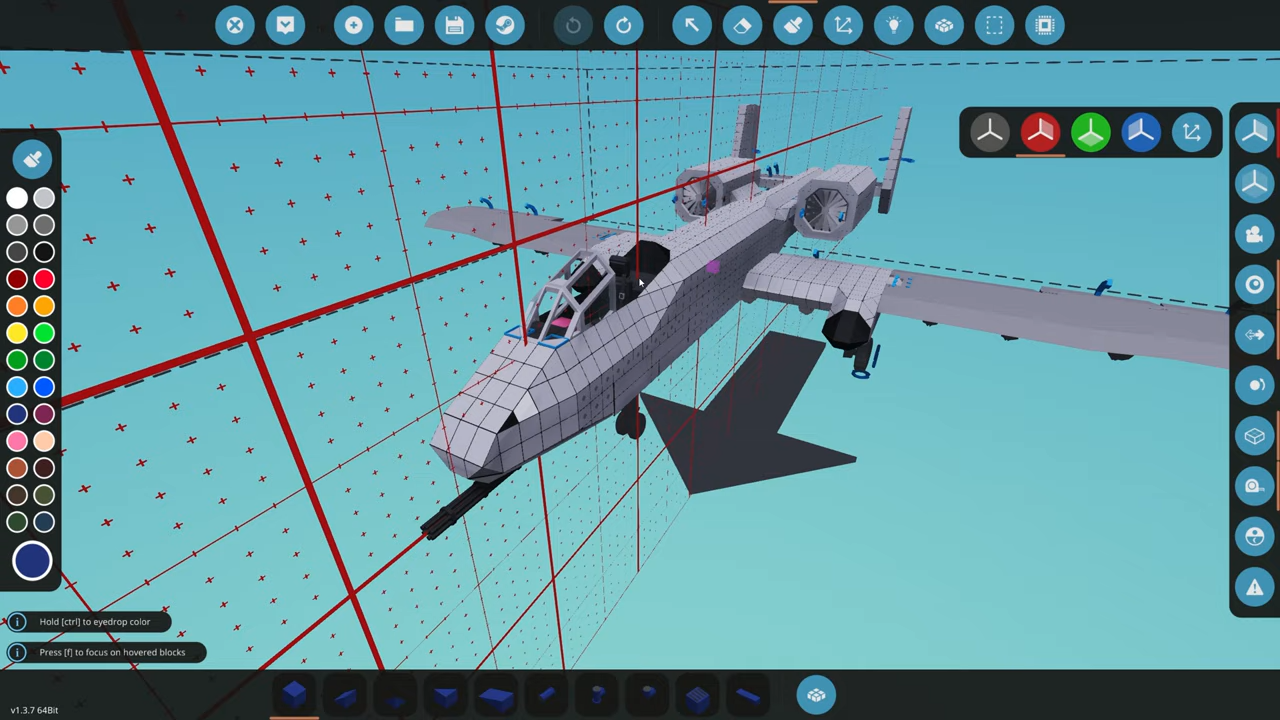 Hold [ctrl] to eyedrop color
Press [f] to focus on hovered blocks
v1.3.7 64Bit